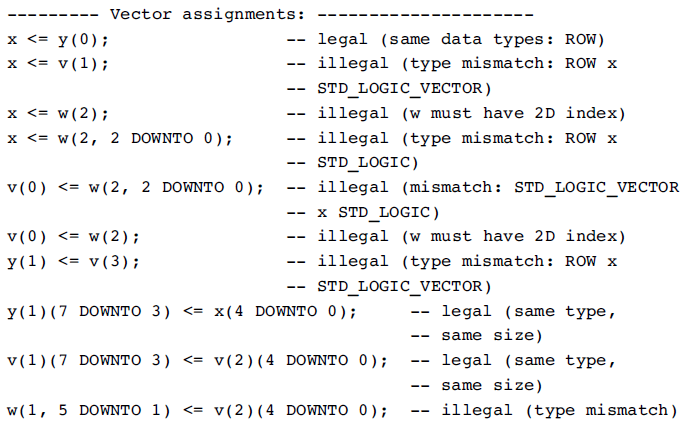 --------- Vector assignments: ---------------------
x <= y(0);                 -- legal (same data types: ROW)
x <= v(1);                 -- illegal (type mismatch: ROW x
                           -- STD_LOGIC_VECTOR)
x <= w(2);                 -- illegal (w must have 2D index)
x <= w(2, 2 DOWNTO 0);     -- illegal (type mismatch: ROW x
                           -- STD_LOGIC)
v(0) <= w(2, 2 DOWNTO 0);  -- illegal (mismatch: STD_LOGIC_VECTOR
                           -- x STD_LOGIC)
v(0) <= w(2);              -- illegal (w must have 2D index)
y(1) <= v(3);              -- illegal (type mismatch: ROW x
                           -- STD_LOGIC_VECTOR)
y(1)(7 DOWNTO 3) <= x(4 DOWNTO 0);     -- legal (same type,
                                       -- same size)
v(1)(7 DOWNTO 3) <= v(2)(4 DOWNTO 0);  -- legal (same type,
                                       -- same size)
w(1, 5 DOWNTO 1) <= v(2)(4 DOWNTO 0);  -- illegal (type mismatch)